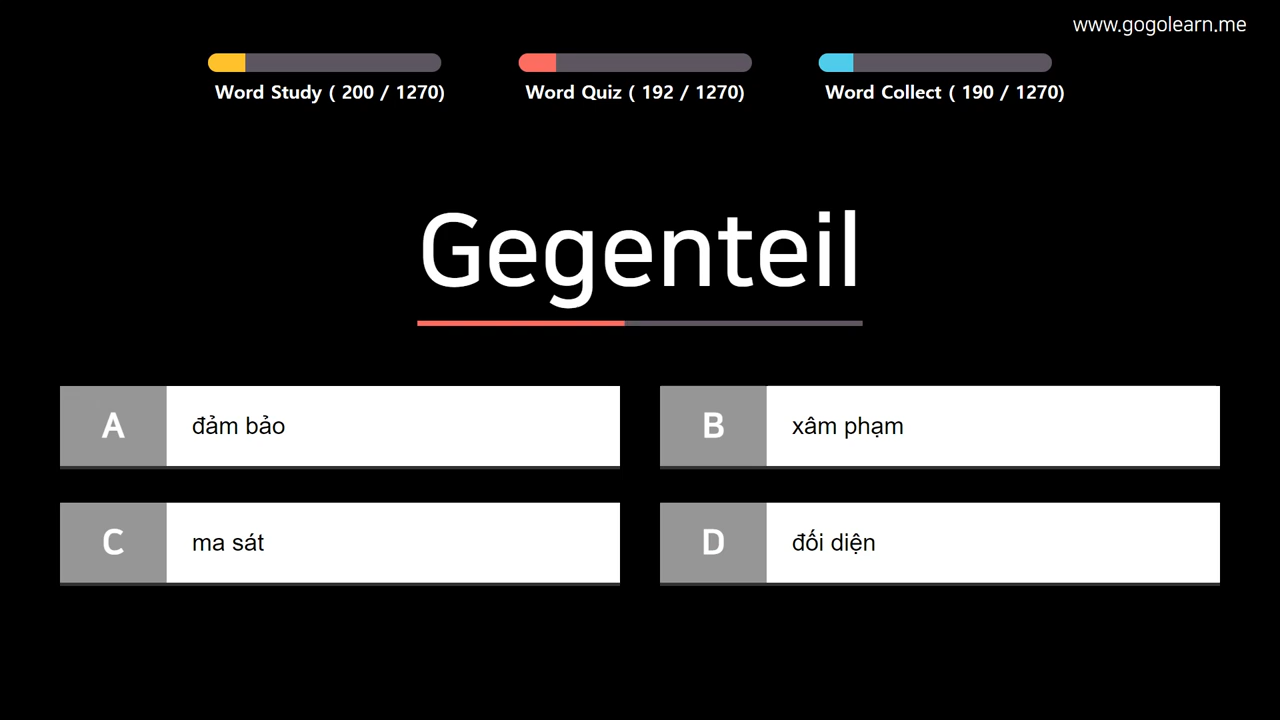 www.gogolearn.me
Word Study ( 200 / 1270)
Word Quiz ( 192 / 1270)
Word Collect ( 190 / 1270)
Gegenteil
A đảm bảo
B xâm phạm
C ma sát
D đối diện